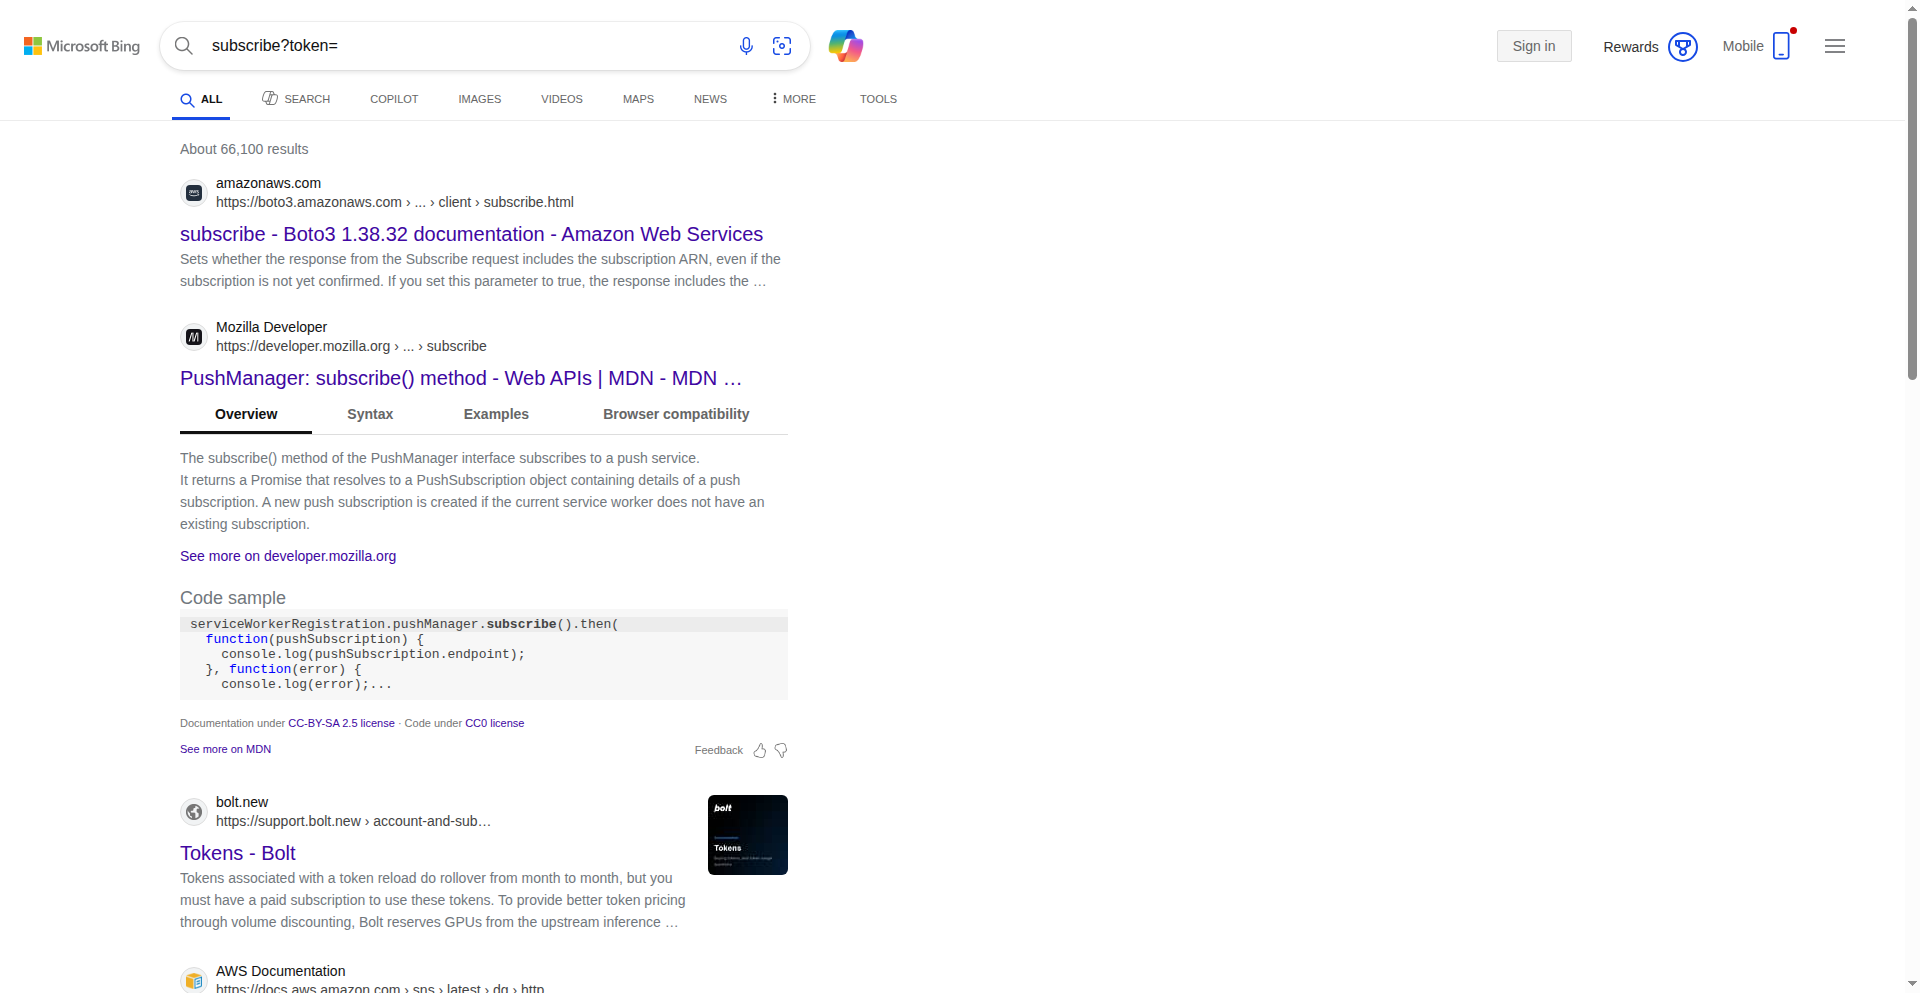 Microsoft Bing
subscribe?token=
Sign in
Rewards
Mobile
ALL
SEARCH
COPILOT
IMAGES
VIDEOS
MAPS
NEWS
MORE
TOOLS
About 66,100 results
aws
amazonaws.com
https://boto3.amazonaws.com › ... › client › subscribe.html
subscribe - Boto3 1.38.32 documentation - Amazon Web Services
Sets whether the response from the Subscribe request includes the subscription ARN, even if the
subscription is not yet confirmed. If you set this parameter to true, the response includes the …
Mozilla Developer
https://developer.mozilla.org › ... › subscribe
PushManager: subscribe() method - Web APIs | MDN - MDN …
Overview
Syntax
Examples
Browser compatibility
The subscribe() method of the PushManager interface subscribes to a push service.
It returns a Promise that resolves to a PushSubscription object containing details of a push
subscription. A new push subscription is created if the current service worker does not have an
existing subscription.
See more on developer.mozilla.org
Code sample
serviceWorkerRegistration.pushManager.subscribe().then(
function(pushSubscription) {
console.log(pushSubscription.endpoint);
}, function(error) {
console.log(error);...
Documentation under CC-BY-SA 2.5 license · Code under CC0 license
See more on MDN
Feedback
bolt.new
https://support.bolt.new › account-and-sub…
Tokens - Bolt
Tokens associated with a token reload do rollover from month to month, but you
must have a paid subscription to use these tokens. To provide better token pricing
through volume discounting, Bolt reserves GPUs from the upstream inference …
bolt
Tokens
AWS Documentation
https://docs.aws.amazon.com › sns › latest › dg › http